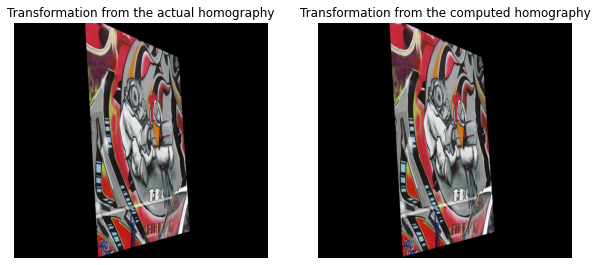 Transformation from the actual homography
Transformation from the computed homography